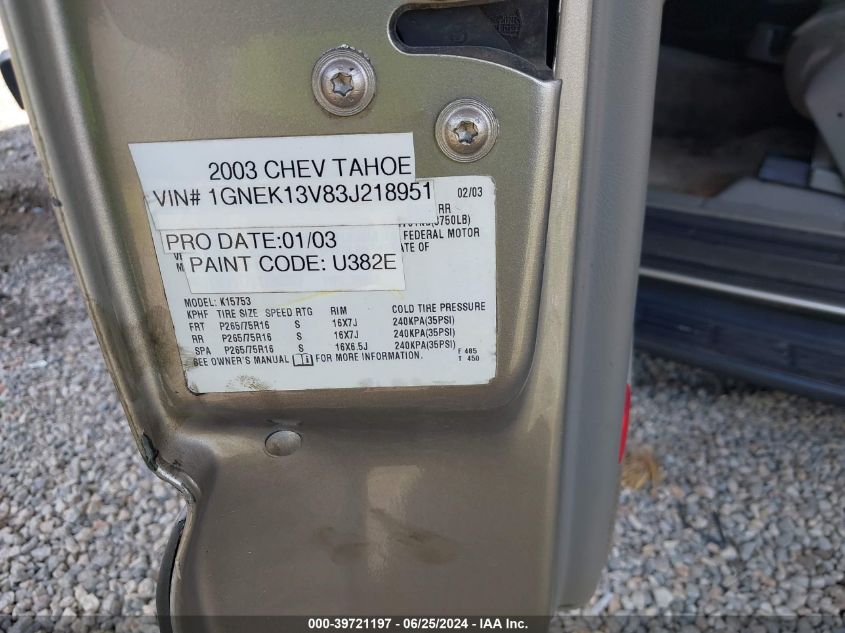 2003 CHEV TAHOE
VIN# 1GNEK13V83J218951
02/03
RR
750LB)
FEDERAL MOTOR
PRO DATE:01/03
ATE OF
PAINT CODE: U382E
MODEL: K15753
KPHF TIRE SIZE SPEED RTG RIM COLD TIRE PRESSURE
FRT P265/75R16 S 16X7J 240KPA(35PSI)
RR P265/75R16 S 16X7J 240KPA(35PSI)
SPA P265/75R16 S 16X6.5J 240KPA(35PSI)
SEE OWNER'S MANUAL FOR MORE INFORMATION.
F 485
T 450
000-39721197 - 06/25/2024 - IAA Inc.